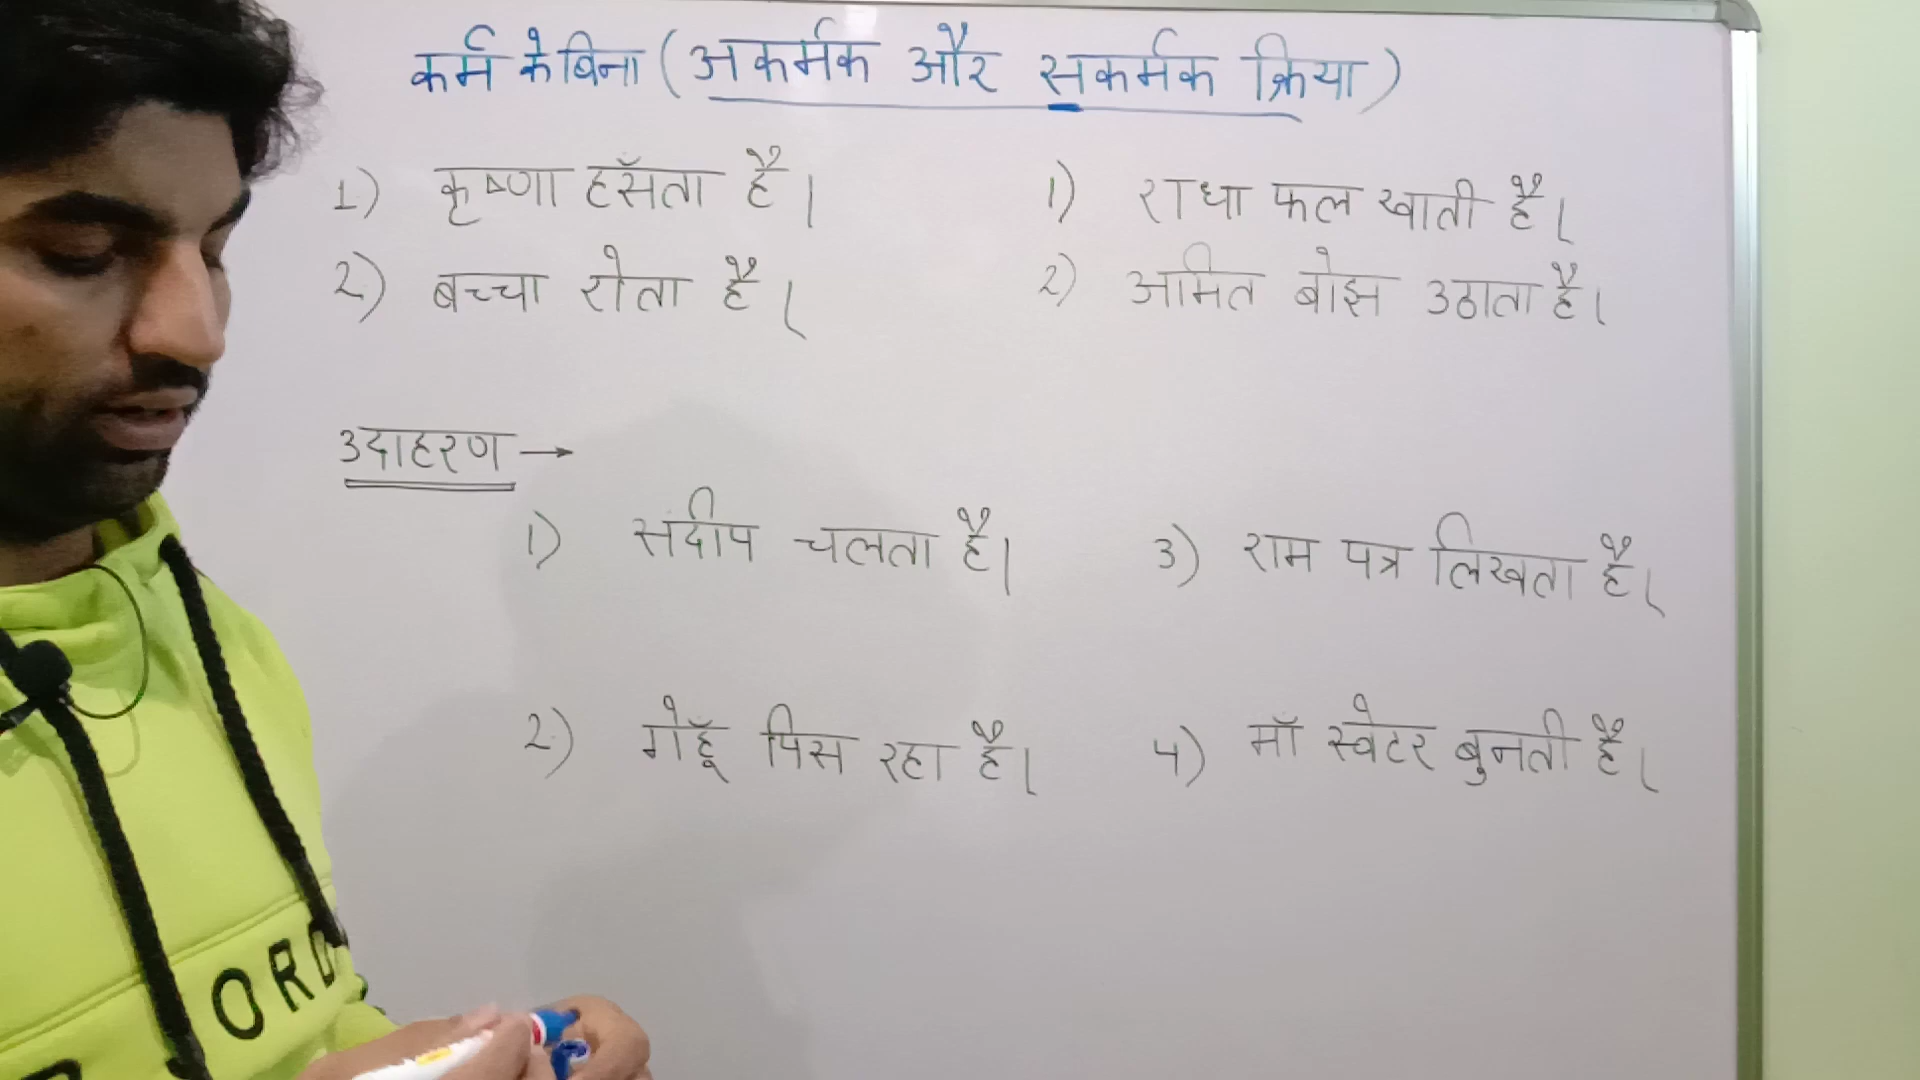 कर्म के बिना (अकर्मक और सकर्मक क्रिया)
1) कृष्णा हँसता है।
1) राधा फल खाती है।
2) बच्चा रोता है।
2) अमित बोझ उठाता है।
उदाहरण →
1) संदीप चलता है।
3) राम पत्र लिखता है।
2) गेहूँ पिस रहा है।
4) माँ स्वेटर बुनती है।